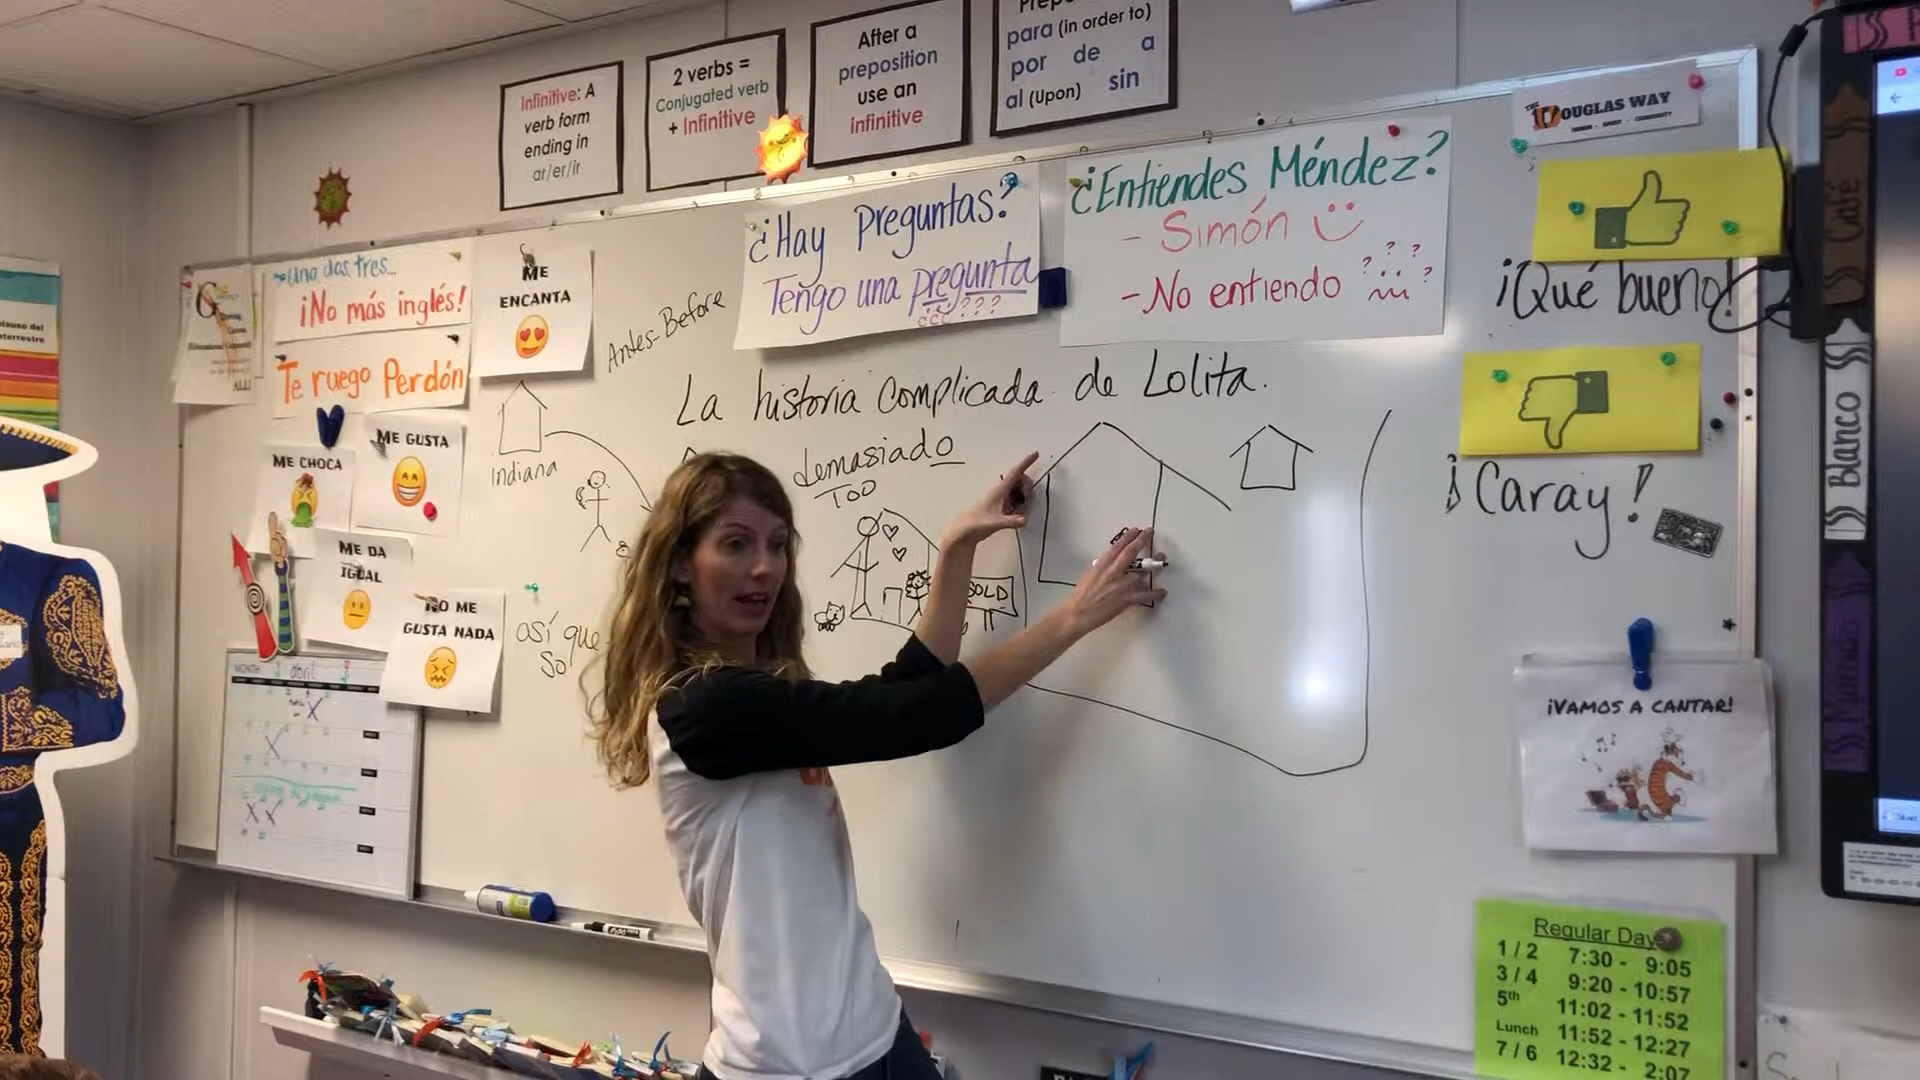 Infinitive: A
verb form
ending in
ar/er/ir
2 verbs =
Conjugated verb
+ Infinitive
After a
preposition
use an
infinitive
para (in order to)
por de a
al (Upon) sin
THE
DOUGLAS WAY
¿Hay Preguntas?
Tengo una pregunta
¿¿¿???
¿Entiendes Méndez?
- Simón
- No entiendo ? ? ? ? ?
¡Qué bueno!
¡Caray!
Uno dos tres...
¡No más inglés!
Te ruego Perdón
ME
ENCANTA
ME GUSTA
ME CHOCA
ME DA
IGUAL
NO ME
GUSTA NADA
Antes-Before
La historia complicada de Lolita.
demasiado
Too
Indiana
SOLD
así que
so
MONTH abril
¡VAMOS A CANTAR!
Regular Day
1 / 2 7:30 - 9:05
3 / 4 9:20 - 10:57
5th 11:02 - 11:52
Lunch 11:52 - 12:27
7 / 6 12:32 - 2:07
Café
Blanco
Marrón